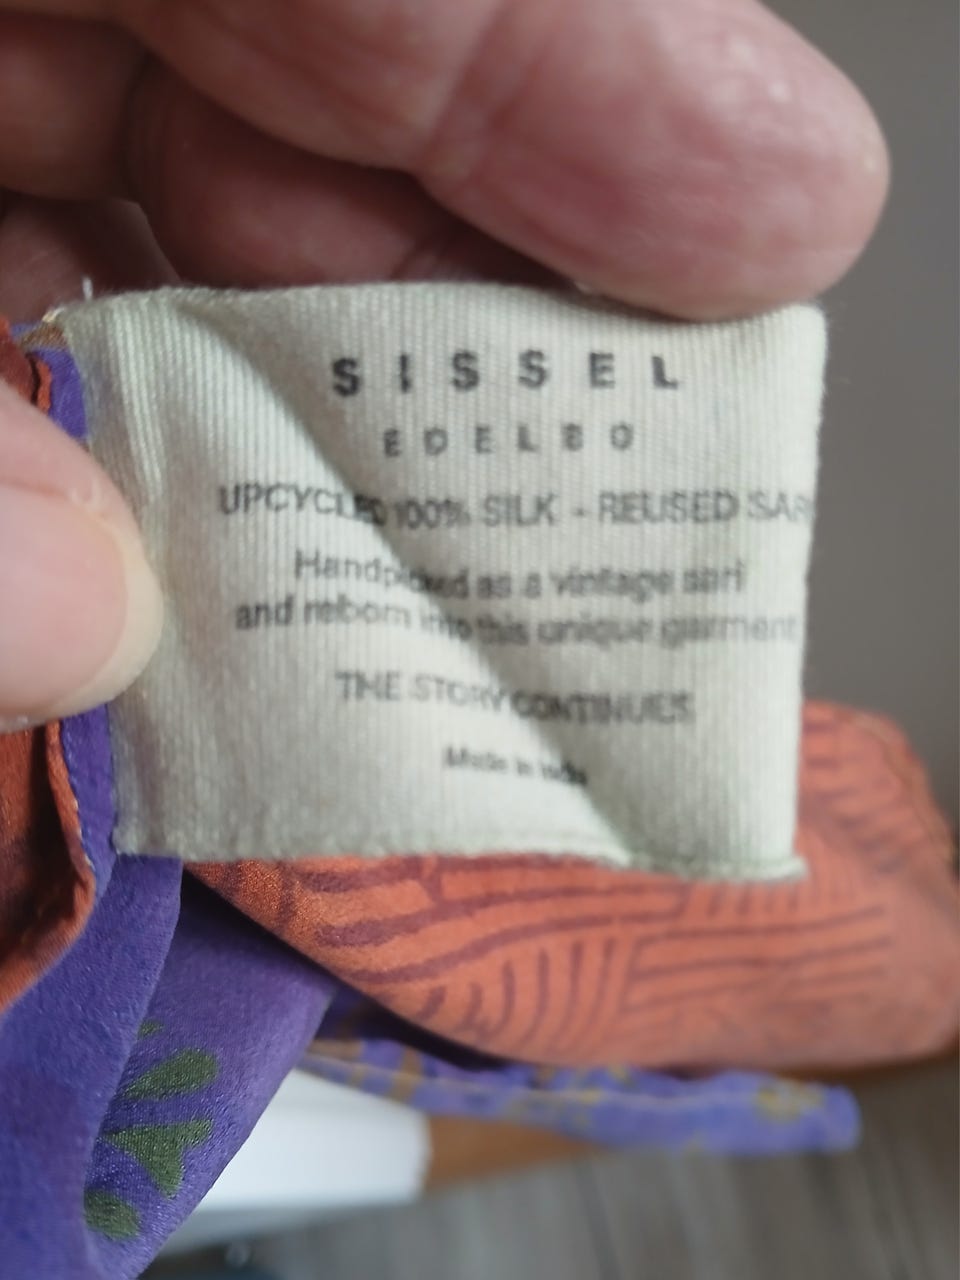 SISSEL
EDELBO
UPCYCLED 100% SILK - REUSED SARI
Handpicked as a vintage sari
and reborn into this unique garment
THE STORY CONTINUES
Made in India